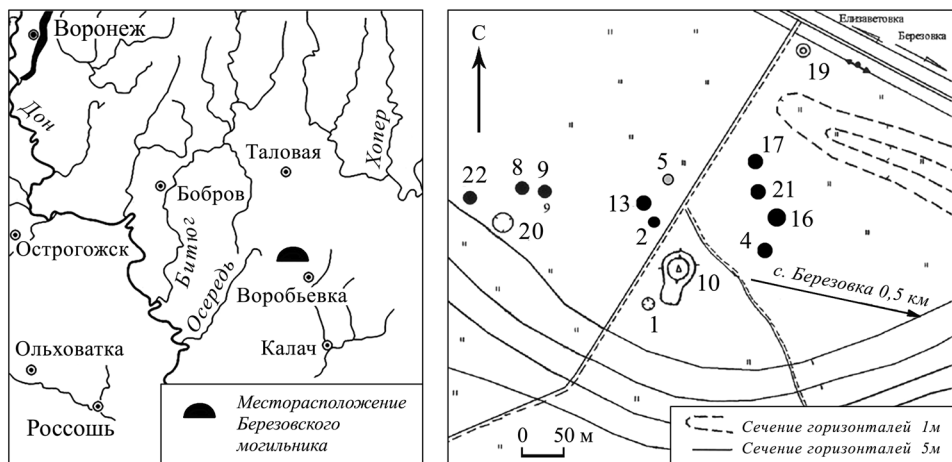 Воронеж
Дон
Хопер
Таловая
Бобров
Битюг
Острогожск
Осередь
Воробьевка
Ольховатка
Калач
Россошь
Месторасположение
Березовского
могильника
С
Елизаветовка
Березовка
19
17
5
22
8
9
21
13
9
16
20
2
4
10
с. Березовка 0,5 км
1
0 50 м
Сечение горизонталей 1м
Сечение горизонталей 5м